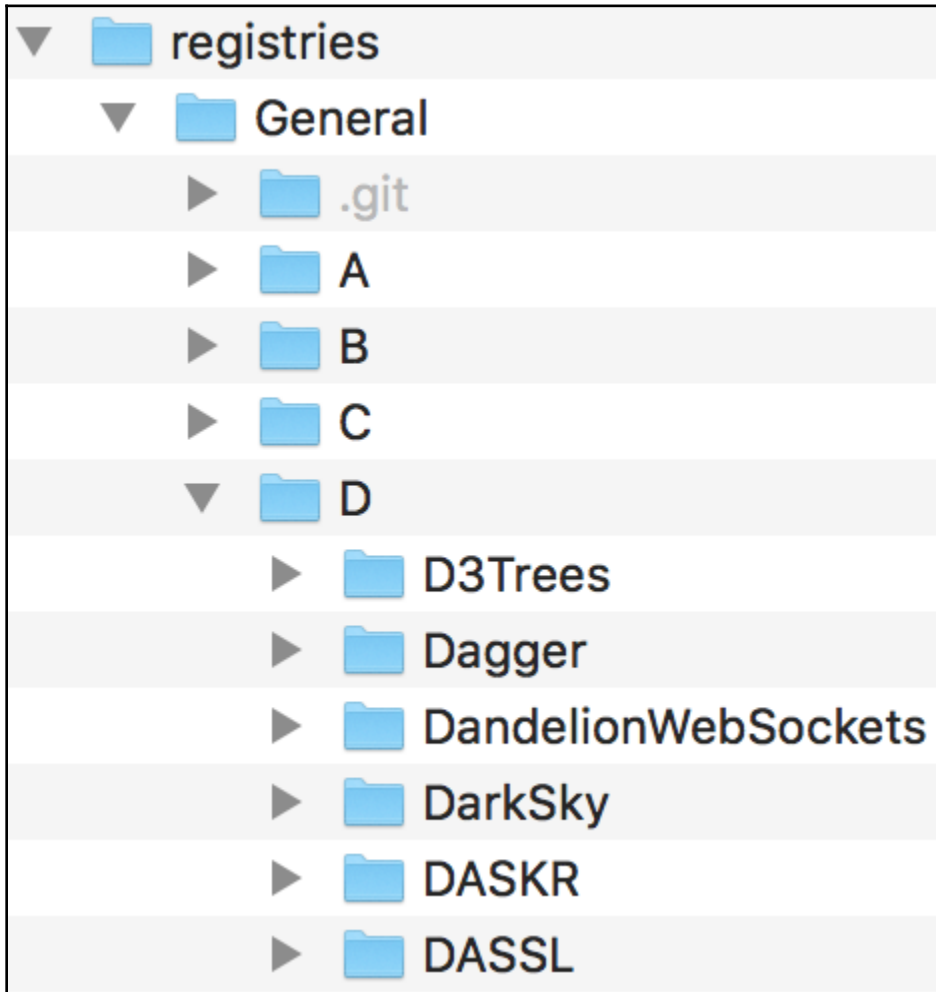 registries
General
.git
A
B
C
D
D3Trees
Dagger
DandelionWebSockets
DarkSky
DASKR
DASSL